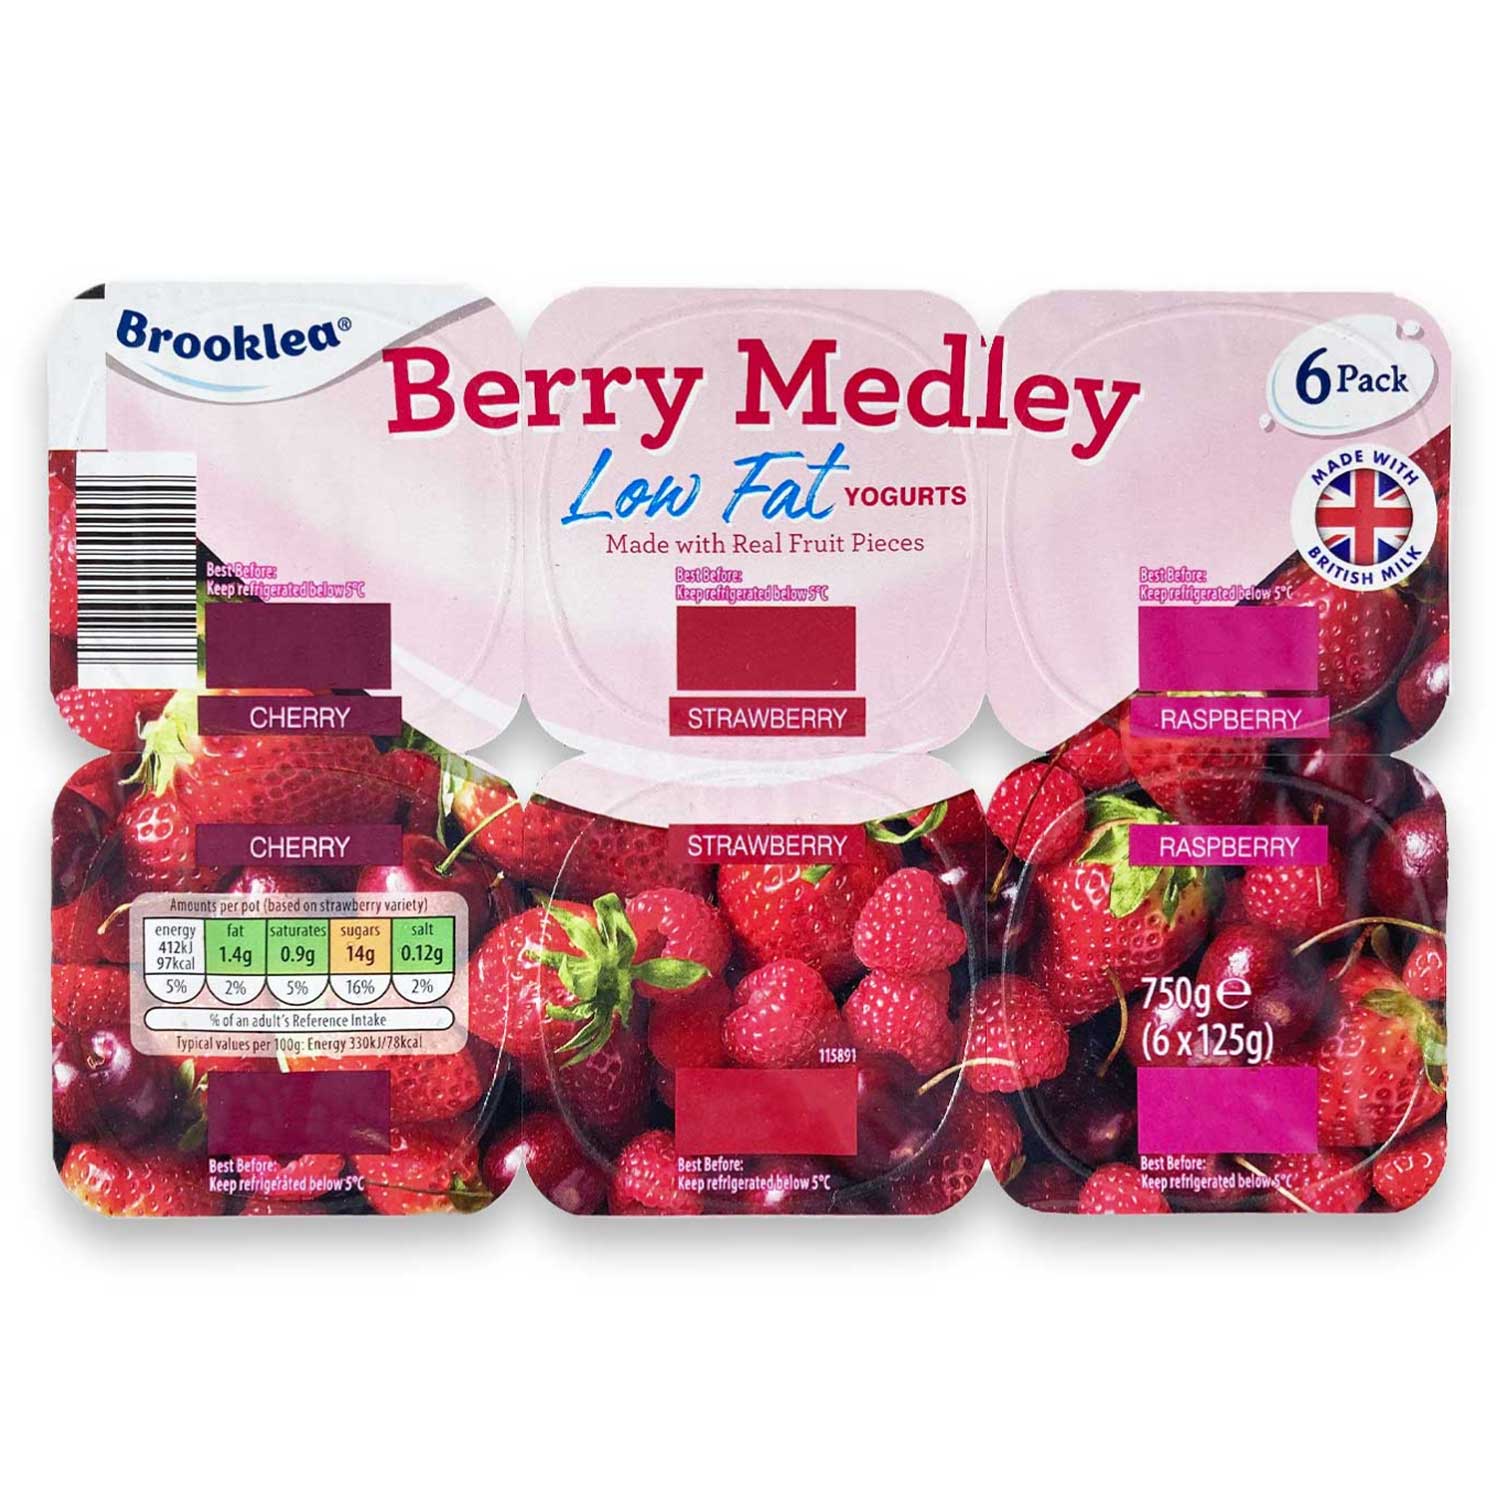 Brooklea®
Berry Medley
6 Pack
Low Fat YOGURTS
Made with Real Fruit Pieces
MADE WITH BRITISH MILK
Best Before:
Keep refrigerated below 5°C
Best Before:
Keep refrigerated below 5°C
Best Before:
Keep refrigerated below 5°C
CHERRY
STRAWBERRY
RASPBERRY
CHERRY
STRAWBERRY
RASPBERRY
Amounts per pot (based on strawberry variety)
energy fat saturates sugars salt
412kJ
97kcal 1.4g 0.9g 14g 0.12g
5% 2% 5% 16% 2%
% of an adult's Reference Intake
Typical values per 100g: Energy 330kJ/78kcal
115891
750g e
(6 x 125g)
Best Before:
Keep refrigerated below 5°C
Best Before:
Keep refrigerated below 5°C
Best Before:
Keep refrigerated below 5°C